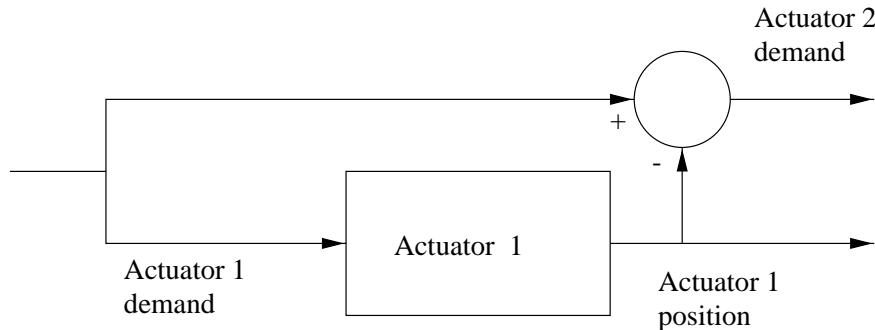 Actuator 2
demand
+
-
Actuator 1
Actuator 1
demand
Actuator 1
position